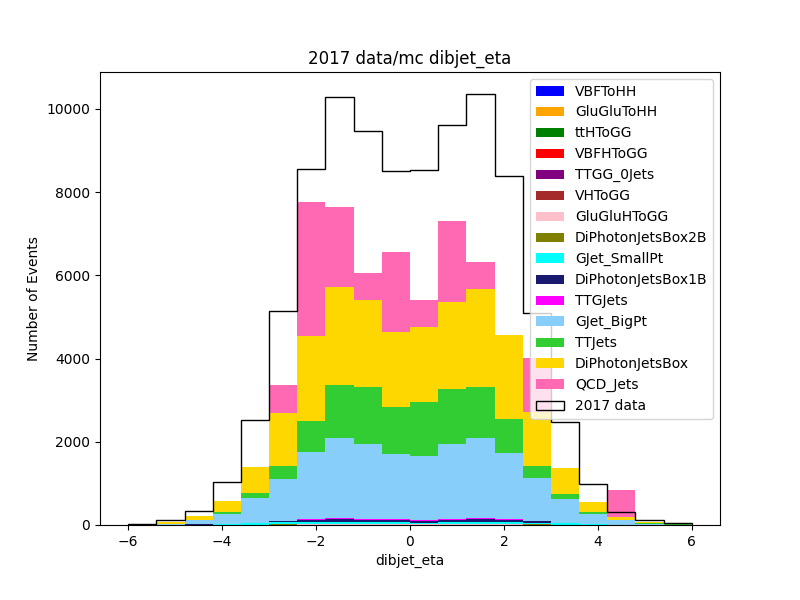 2017 data/mc dibjet_eta
Number of Events
10000
8000
6000
4000
2000
0
−6
−4
−2
0
2
4
6
dibjet_eta
VBFToHH
GluGluToHH
ttHToGG
VBFHToGG
TTGG_0Jets
VHToGG
GluGluHToGG
DiPhotonJetsBox2B
GJet_SmallPt
DiPhotonJetsBox1B
TTGJets
GJet_BigPt
TTJets
DiPhotonJetsBox
QCD_Jets
2017 data